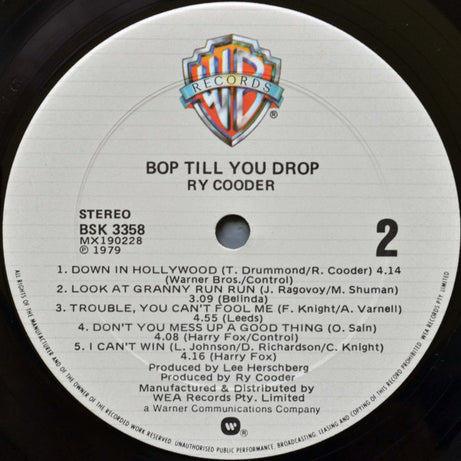 WB
RECORDS
®
BOP TILL YOU DROP
RY COODER
STEREO
BSK 3358
MX190228
℗ 1979
2
1. DOWN IN HOLLYWOOD (T. Drummond/R. Cooder) 4.14
(Warner Bros./Control)
2. LOOK AT GRANNY RUN RUN (J. Ragovoy/M. Shuman)
3.09 (Belinda)
3. TROUBLE, YOU CAN'T FOOL ME (F. Knight/A. Varnell)
4.55 (Leeds)
4. DON'T YOU MESS UP A GOOD THING (O. Sain)
4.08 (Harry Fox/Control)
5. I CAN'T WIN (L. Johnson/D. Richardson/C. Knight)
4.16 (Harry Fox)
Produced by Lee Herschberg
Produced by Ry Cooder
Manufactured & Distributed by
WEA Records Pty. Limited
a Warner Communications Company
ALL RIGHTS OF THE MANUFACTURER AND OF THE OWNER OF THE RECORDED WORK RESERVED. UNAUTHORISED PUBLIC PERFORMANCE, BROADCASTING, LEASING AND COPYING OF THIS RECORD PROHIBITED. WEA RECORDS PTY. LIMITED